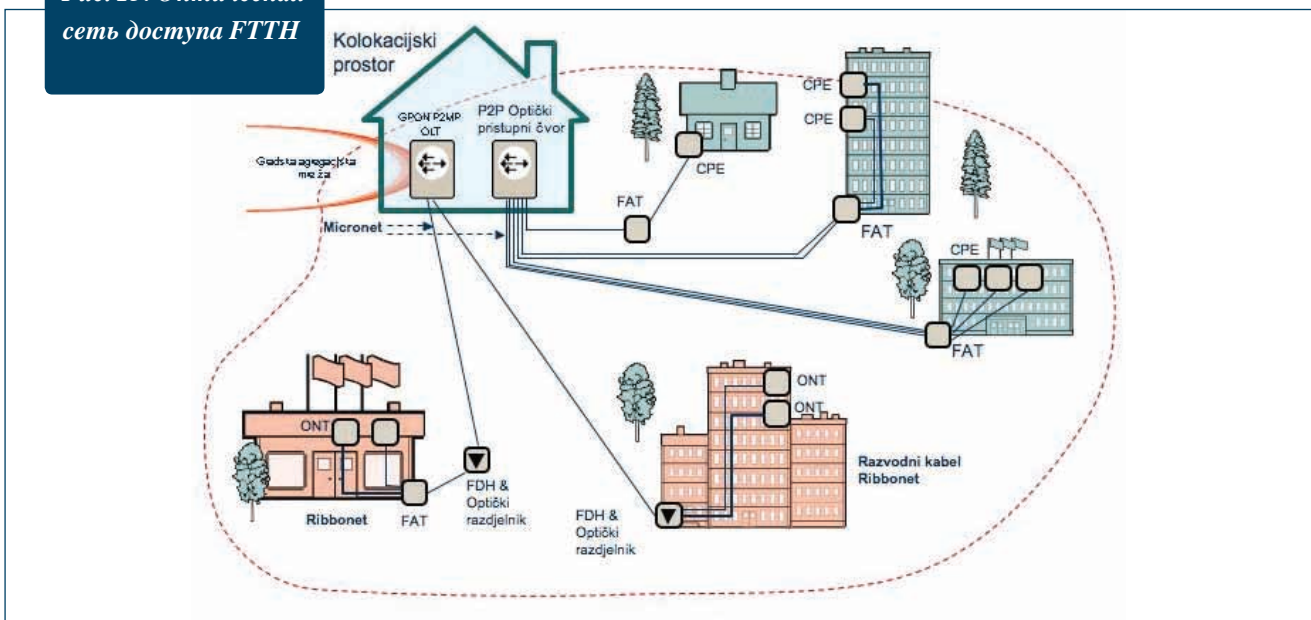 сеть доступа FTTH
Kolokacijski
prostor
GPON P2MP
OLT
P2P Optički
pristupni čvor
mreža
Micronet
CPE
FAT
CPE
CPE
FAT
CPE
FAT
ONT
Ribbonet
FAT
FDH &
Optički
razdjelnik
ONT
ONT
FDH &
Optički
razdjelnik
Razvodni kabel
Ribbonet